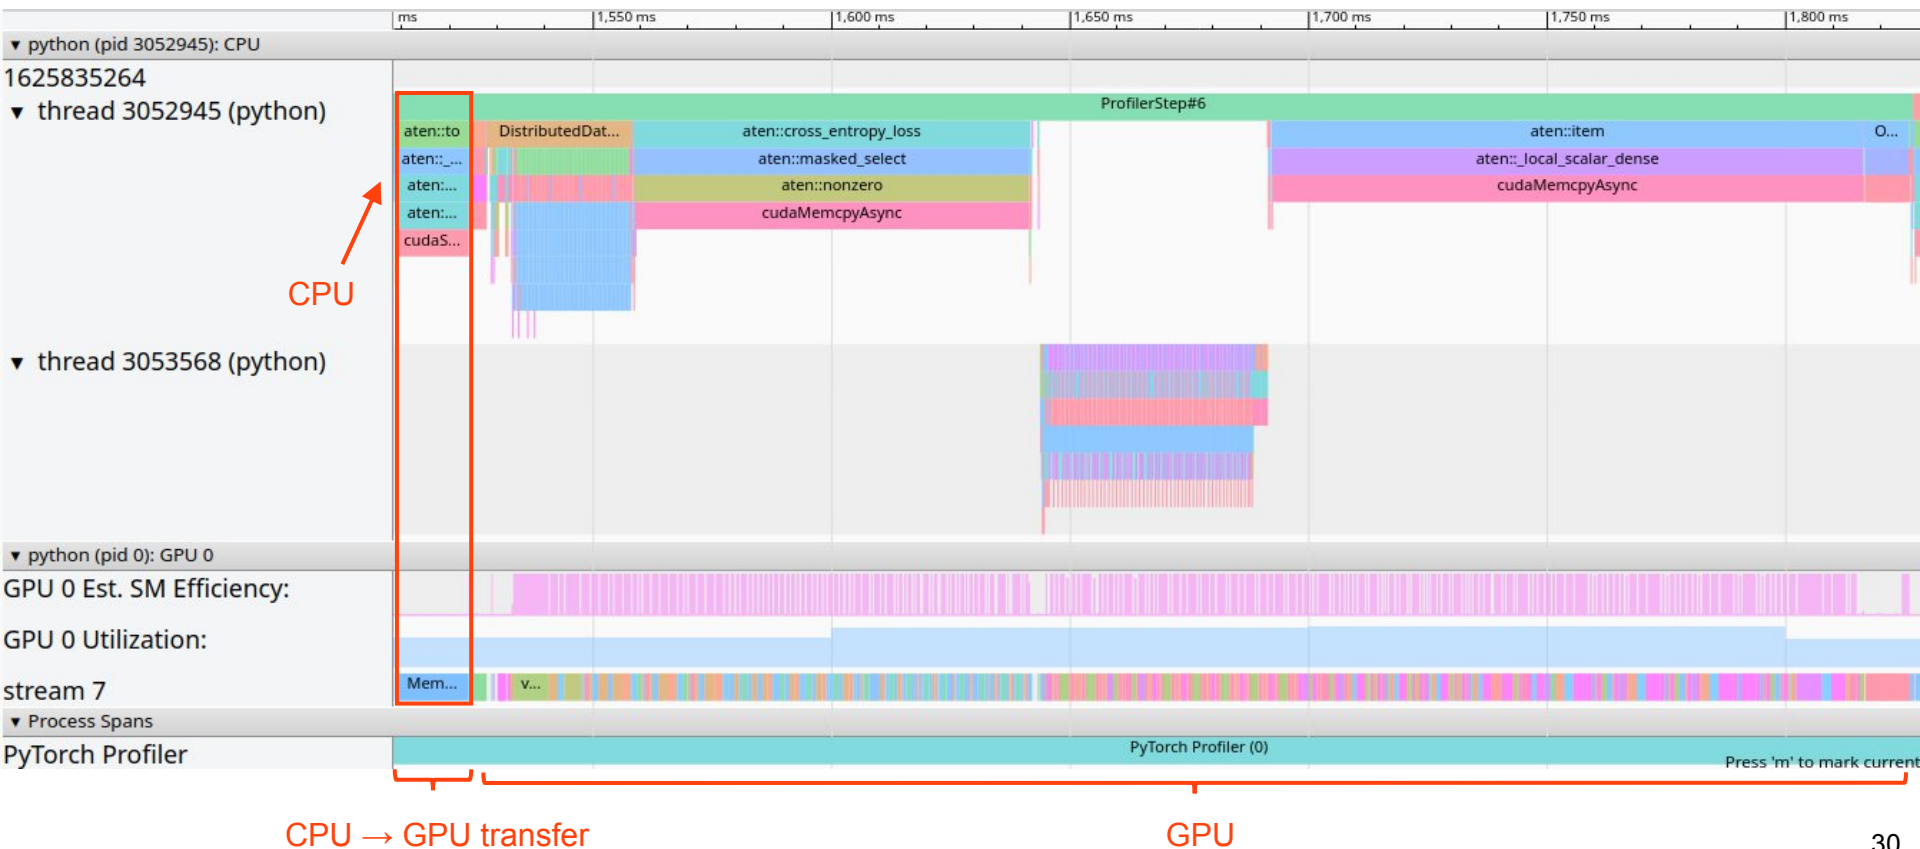 ms 1,550 ms 1,600 ms 1,650 ms 1,700 ms 1,750 ms 1,800 ms
▾ python (pid 3052945): CPU
1625835264
▾ thread 3052945 (python)
ProfilerStep#6
aten::to DistributedDat... aten::cross_entropy_loss aten::item O...
aten::_... aten::masked_select aten::_local_scalar_dense
aten:... aten::nonzero cudaMemcpyAsync
aten:... cudaMemcpyAsync
cudaS...
CPU
▾ thread 3053568 (python)
▾ python (pid 0): GPU 0
GPU 0 Est. SM Efficiency:
GPU 0 Utilization:
stream 7 Mem... v...
▾ Process Spans
PyTorch Profiler PyTorch Profiler (0)
Press 'm' to mark current
CPU → GPU transfer GPU
30